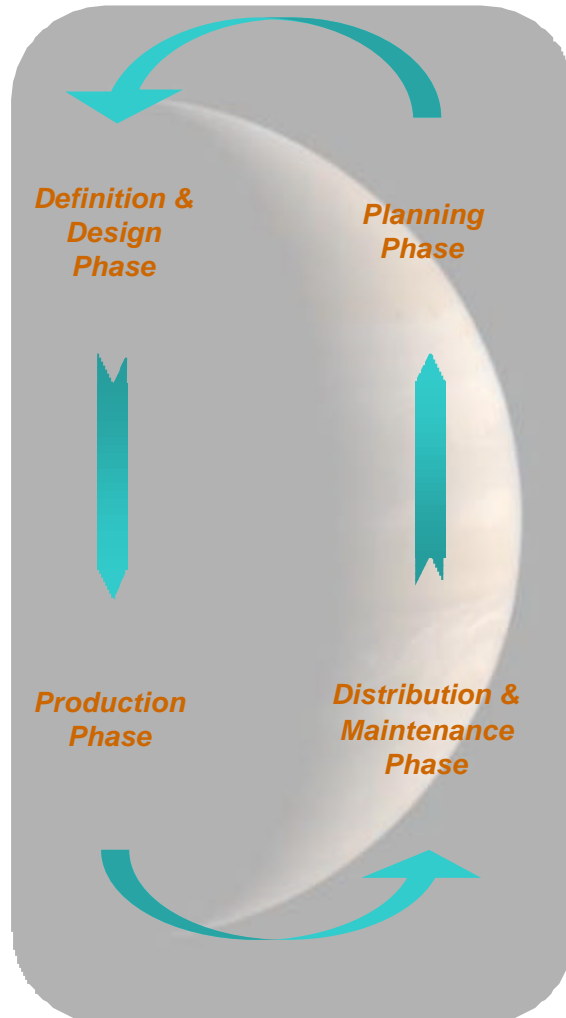 Definition &
Design
Phase
Planning
Phase
Production
Phase
Distribution &
Maintenance
Phase